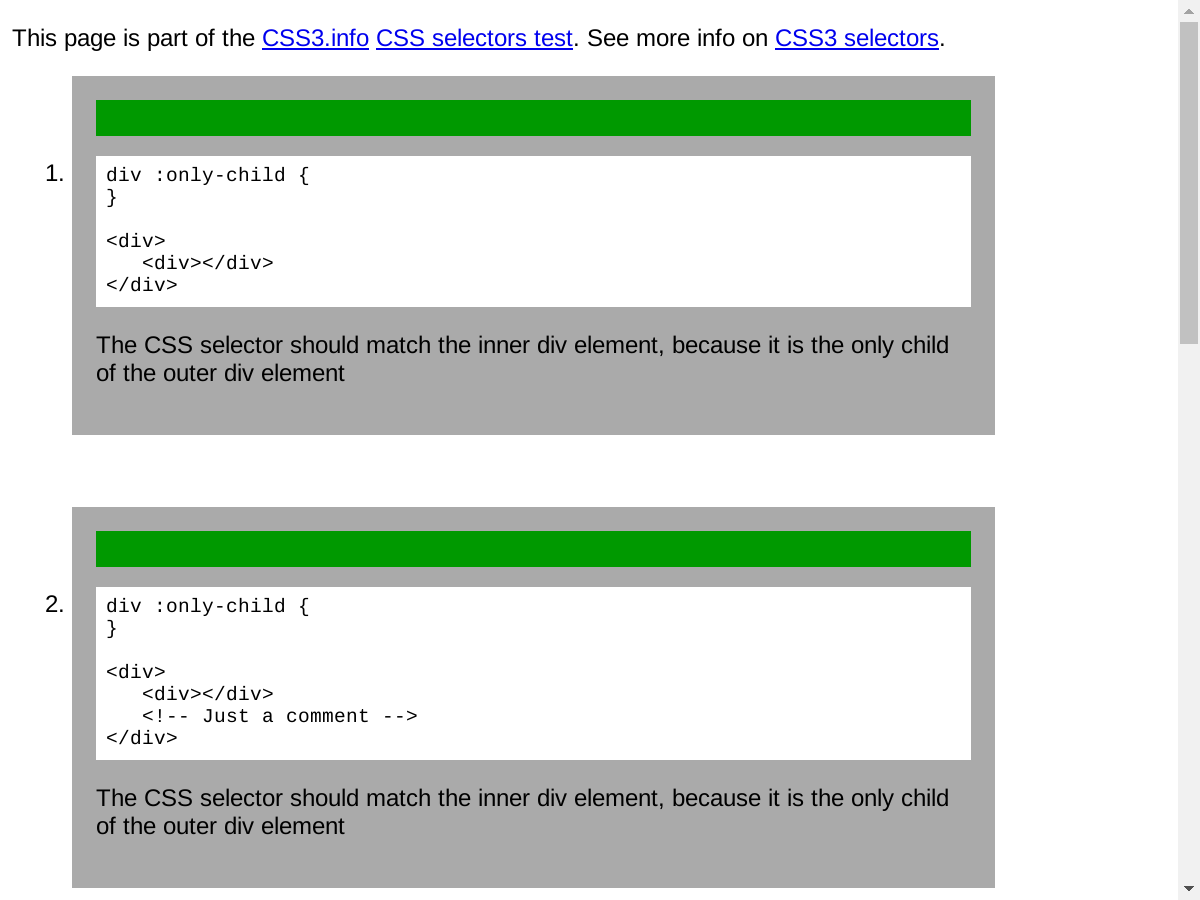 This page is part of the CSS3.info CSS selectors test. See more info on CSS3 selectors.
1.
div :only-child {
}
<div>
   <div></div>
</div>
The CSS selector should match the inner div element, because it is the only child
of the outer div element
2.
div :only-child {
}
<div>
   <div></div>
   <!-- Just a comment -->
</div>
The CSS selector should match the inner div element, because it is the only child
of the outer div element